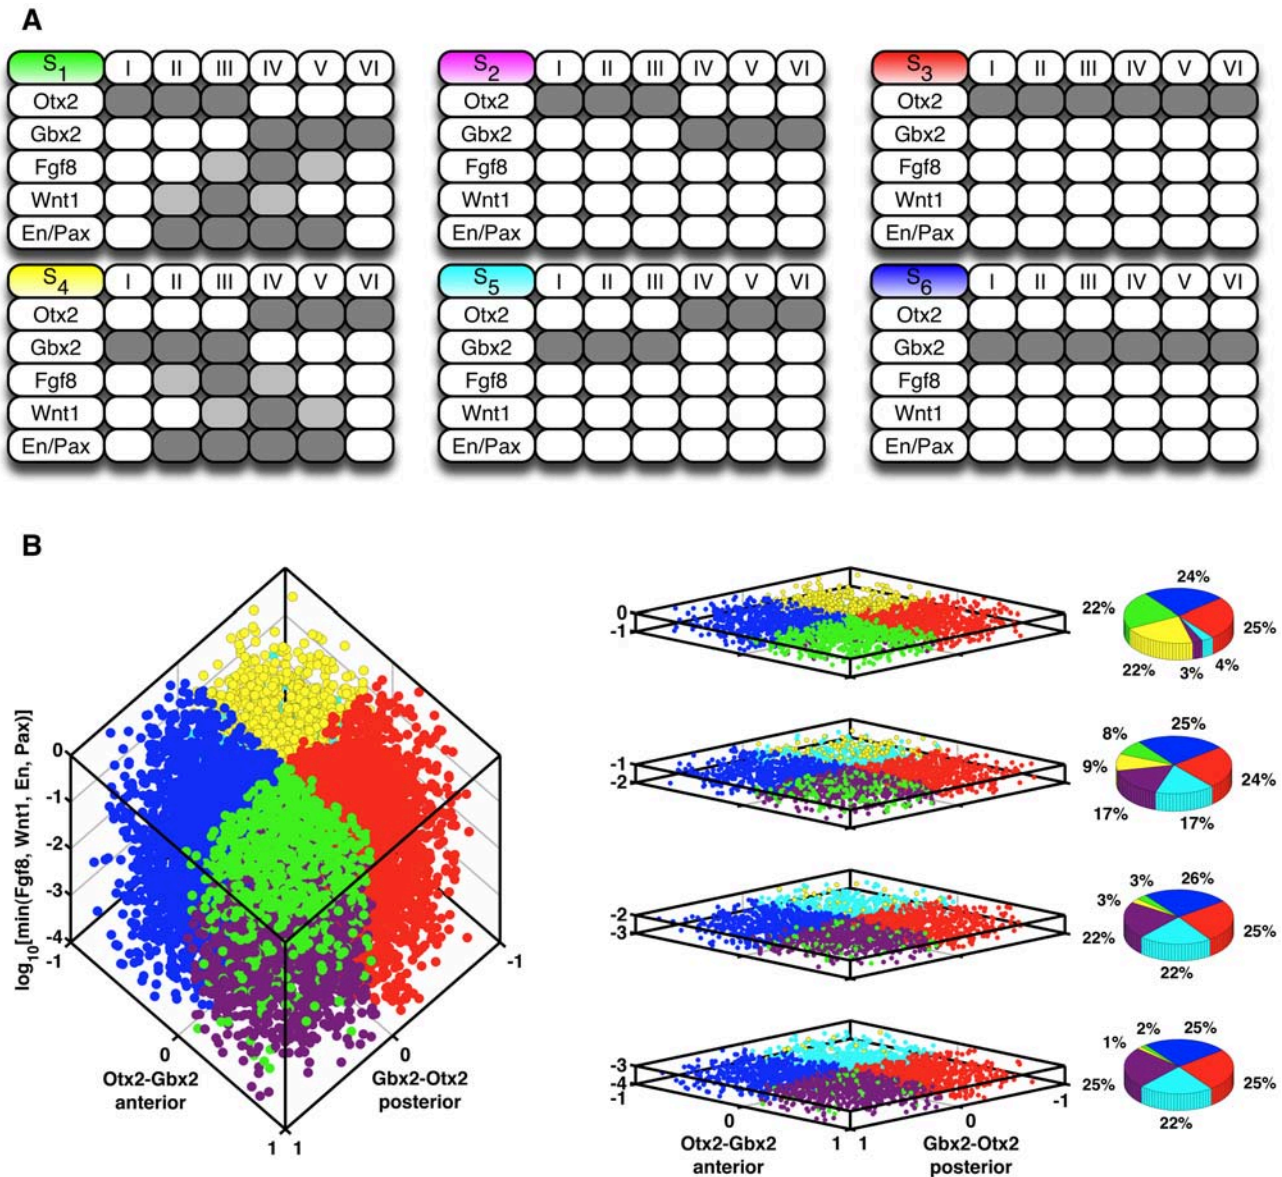 A
S1 I II III IV V VI
Otx2
Gbx2
Fgf8
Wnt1
En/Pax
S2 I II III IV V VI
Otx2
Gbx2
Fgf8
Wnt1
En/Pax
S3 I II III IV V VI
Otx2
Gbx2
Fgf8
Wnt1
En/Pax
S4 I II III IV V VI
Otx2
Gbx2
Fgf8
Wnt1
En/Pax
S5 I II III IV V VI
Otx2
Gbx2
Fgf8
Wnt1
En/Pax
S6 I II III IV V VI
Otx2
Gbx2
Fgf8
Wnt1
En/Pax
B
log10[min(Fgf8, Wnt1, En, Pax)]
0
-1
-2
-3
-4
-1
-1
0
0
Otx2-Gbx2
anterior
Gbx2-Otx2
posterior
1 1
0
-1
24%
22%
25%
22%
3%
4%
-1
-2
25%
8%
9%
24%
17%
17%
-2
-3
3%
26%
3%
22%
25%
22%
-3
-4
-1
-1
0
0
Otx2-Gbx2
anterior
1 1
Gbx2-Otx2
posterior
2%
25%
1%
25%
25%
22%